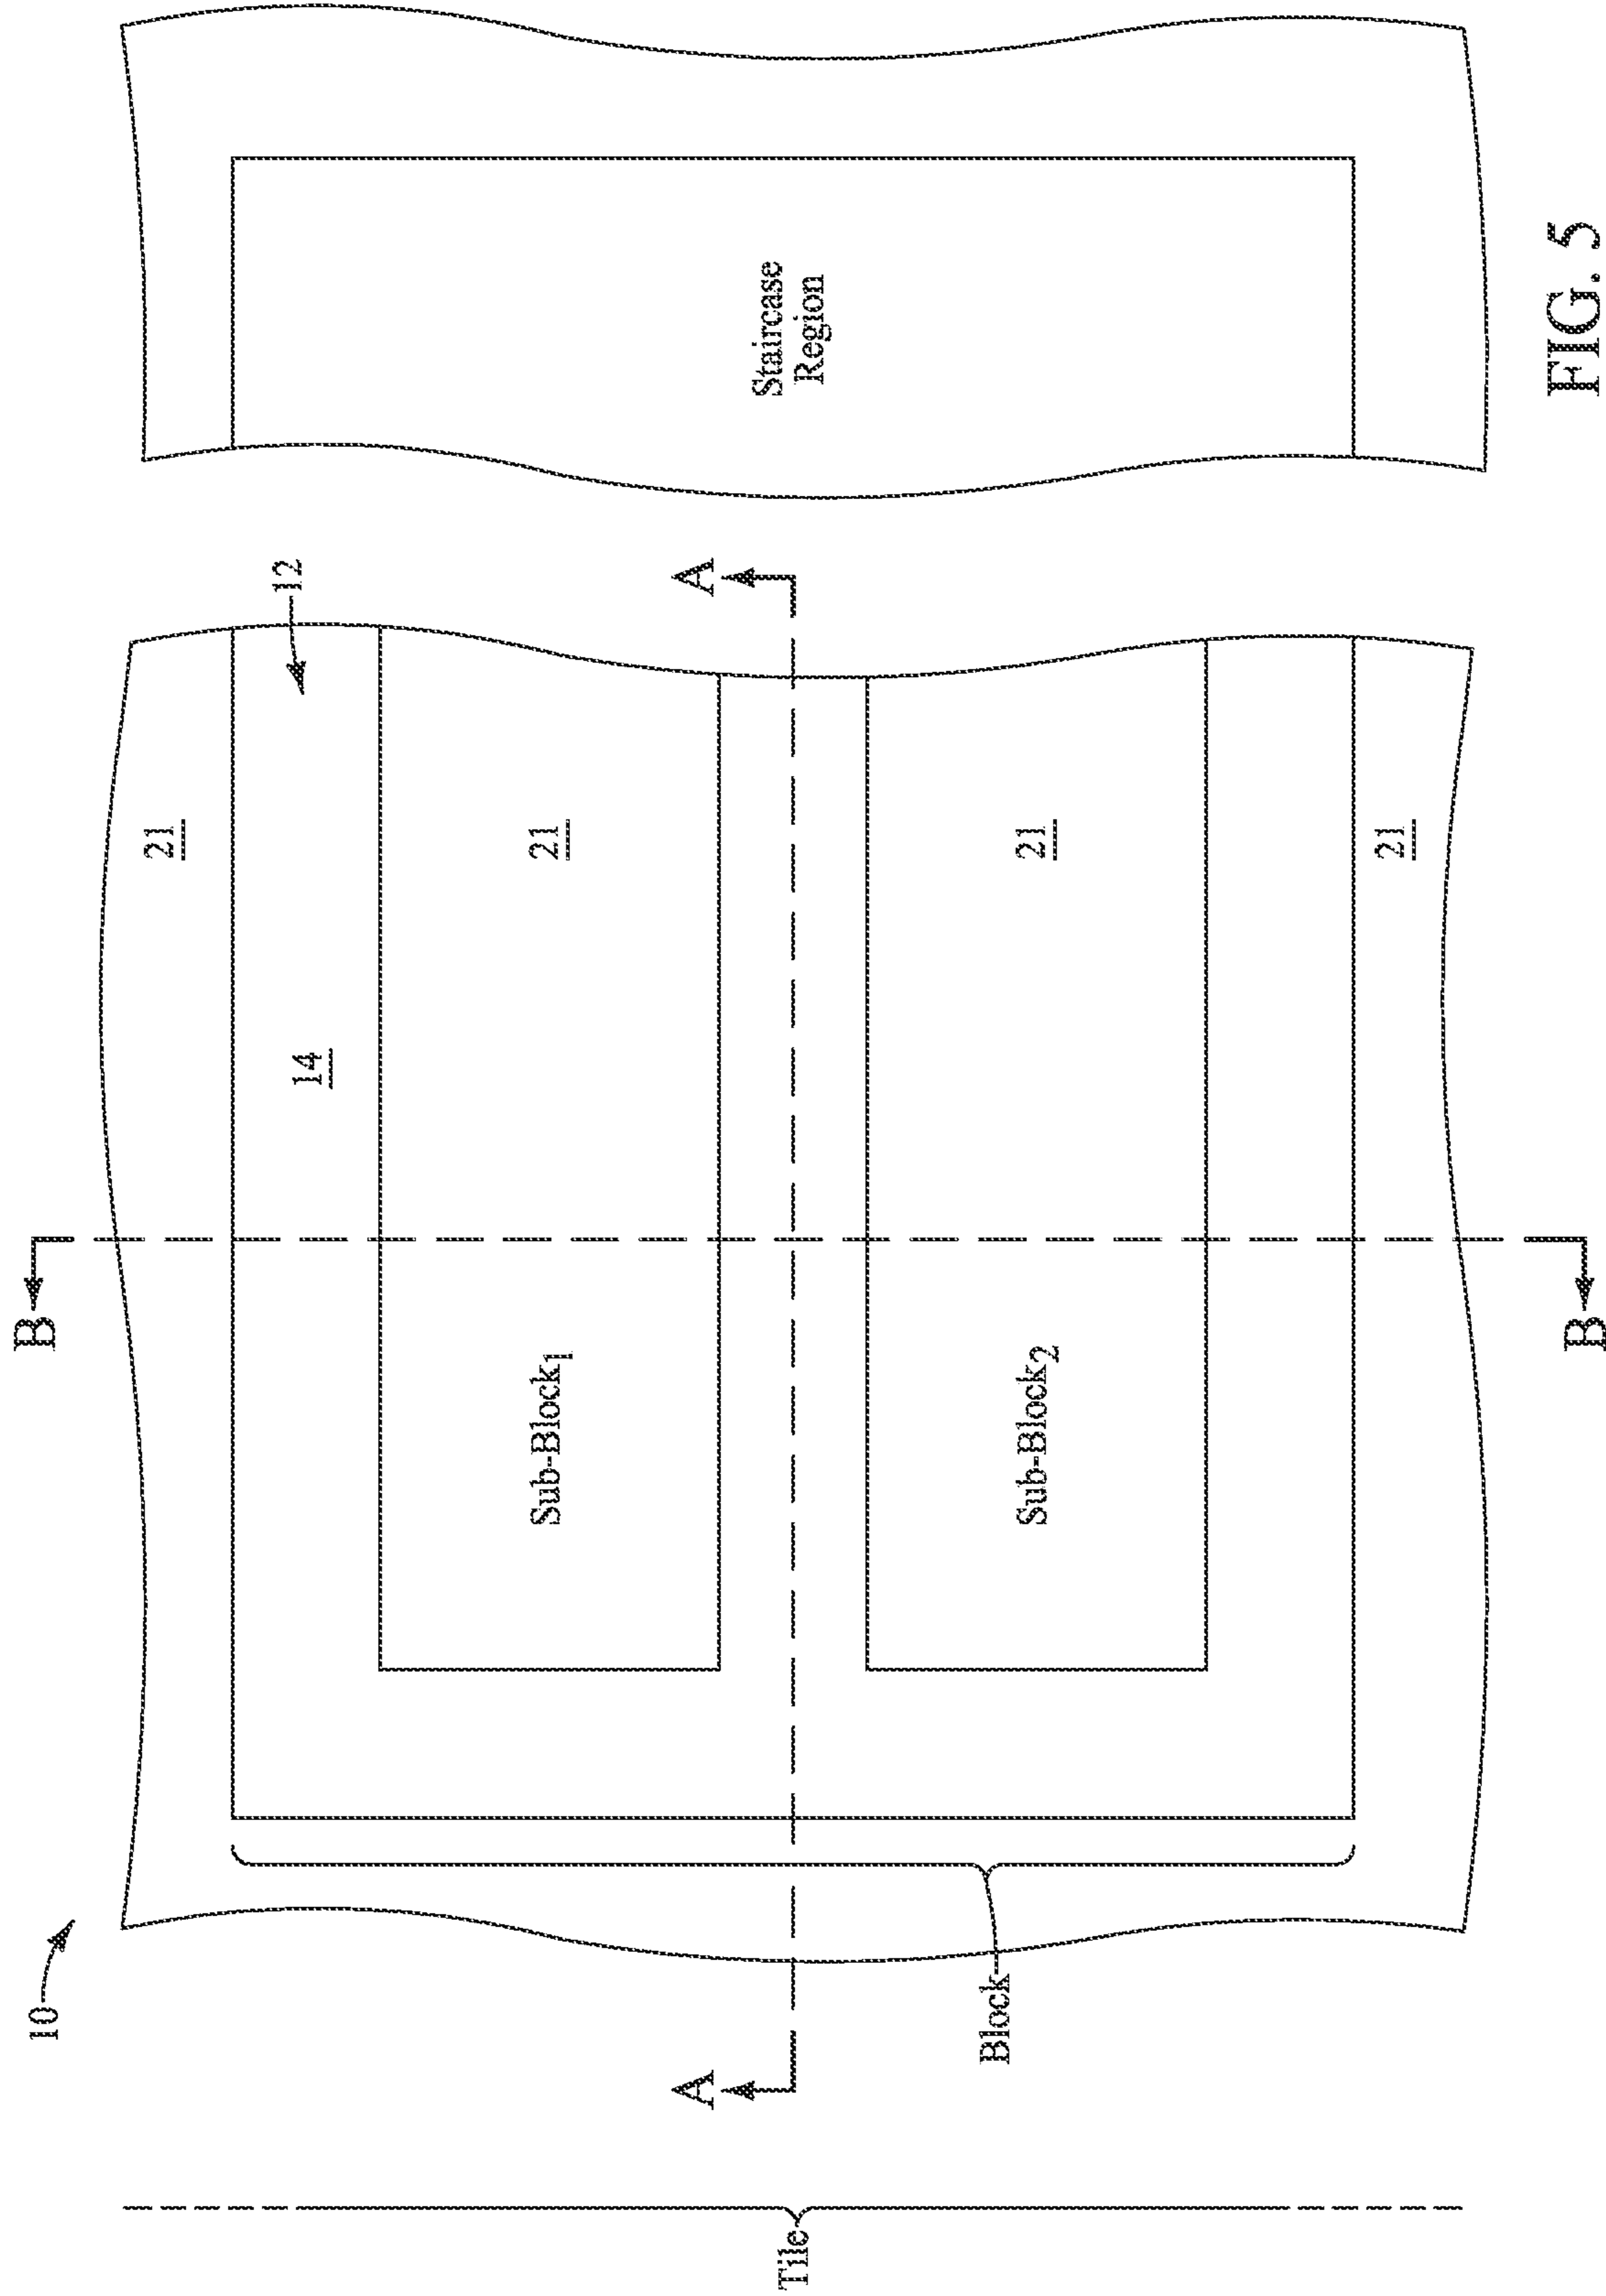 10
B
12
21
14
21
Sub-Block1
A
A
Sub-Block2
21
21
Block
Tile
B
Staircase
Region
FIG. 5